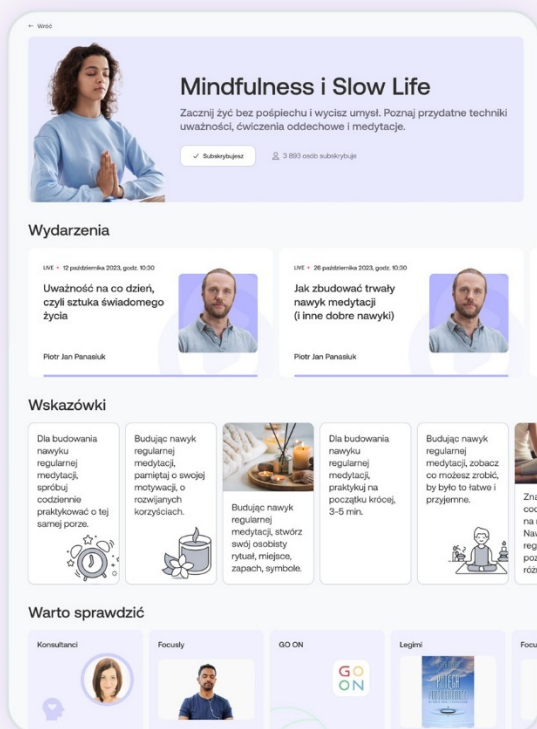 ← Wróć
Mindfulness i Slow Life
Zacznij żyć bez pośpiechu i wycisz umysł. Poznaj przydatne techniki
uważności, ćwiczenia oddechowe i medytacje.
✓ Subskrybujesz
3 893 osób subskrybuje
Wydarzenia
LIVE • 12 października 2023, godz. 10:30
Uważność na co dzień,
czyli sztuka świadomego
życia
Piotr Jan Panasiuk
LIVE • 26 października 2023, godz. 10:30
Jak zbudować trwały
nawyk medytacji
(i inne dobre nawyki)
Piotr Jan Panasiuk
Wskazówki
Dla budowania
nawyku
regularnej
medytacji,
spróbuj
codziennie
praktykować o tej
samej porze.
Budując nawyk
regularnej
medytacji,
pamiętaj o swojej
motywacji, o
rozwijanych
korzyściach.
Budując nawyk
regularnej
medytacji, stwórz
swój osobisty
rytuał, miejsce,
zapach, symbole.
Dla budowania
nawyku
regularnej
medytacji,
praktykuj na
początku krócej,
3-5 min.
Budując nawyk
regularnej
medytacji, zobacz
co możesz zrobić,
by było to łatwe i
przyjemne.
Warto sprawdzić
Konsultanci
Focusly
GO ON
GO
ON
Legimi